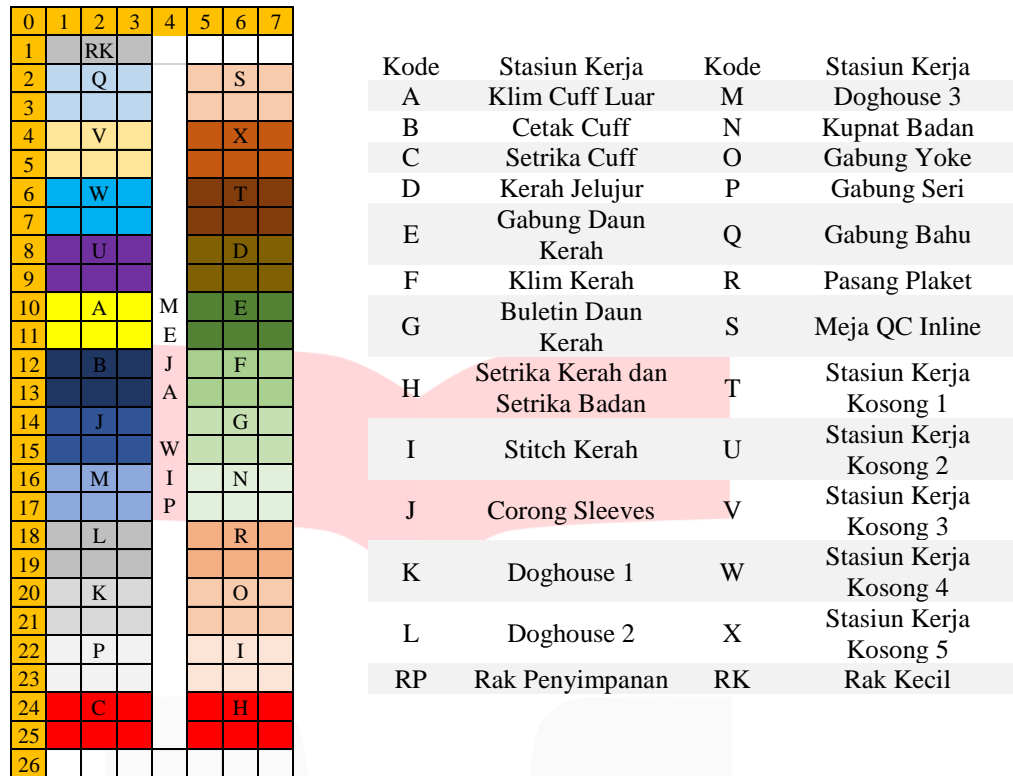 0 1 2 3 4 5 6 7
1 RK
2 Q S
3
4 V X
5
6 W T
7
8 U D
9
10 A M E
11 E
12 B J F
13 A
14 J G
15 W
16 M I N
17 P
18 L R
19
20 K O
21
22 P I
23
24 C H
25
26
Kode Stasiun Kerja Kode Stasiun Kerja
A Klim Cuff Luar M Doghouse 3
B Cetak Cuff N Kupnat Badan
C Setrika Cuff O Gabung Yoke
D Kerah Jelujur P Gabung Seri
E Gabung Daun Kerah Q Gabung Bahu
F Klim Kerah R Pasang Plaket
G Buletin Daun Kerah S Meja QC Inline
H Setrika Kerah dan Setrika Badan T Stasiun Kerja Kosong 1
I Stitch Kerah U Stasiun Kerja Kosong 2
J Corong Sleeves V Stasiun Kerja Kosong 3
K Doghouse 1 W Stasiun Kerja Kosong 4
L Doghouse 2 X Stasiun Kerja Kosong 5
RP Rak Penyimpanan RK Rak Kecil